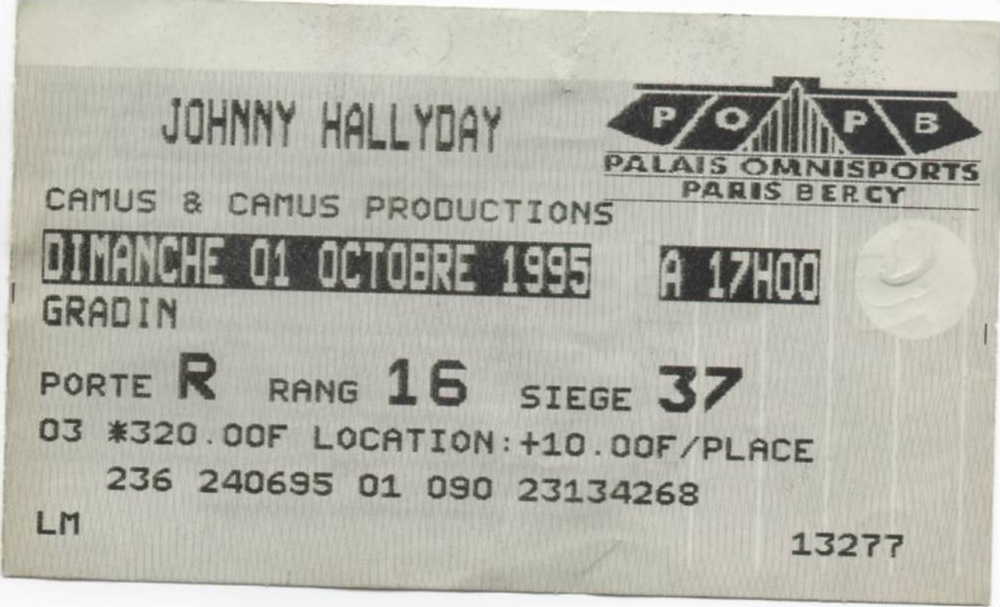 JOHNNY HALLYDAY
P O P B
PALAIS OMNISPORTS
PARIS BERCY
CAMUS & CAMUS PRODUCTIONS
DIMANCHE 01 OCTOBRE 1995 A 17H00
GRADIN
PORTE R RANG 16 SIEGE 37
03 *320.00F LOCATION:+10.00F/PLACE
236 240695 01 090 23134268
LM 13277